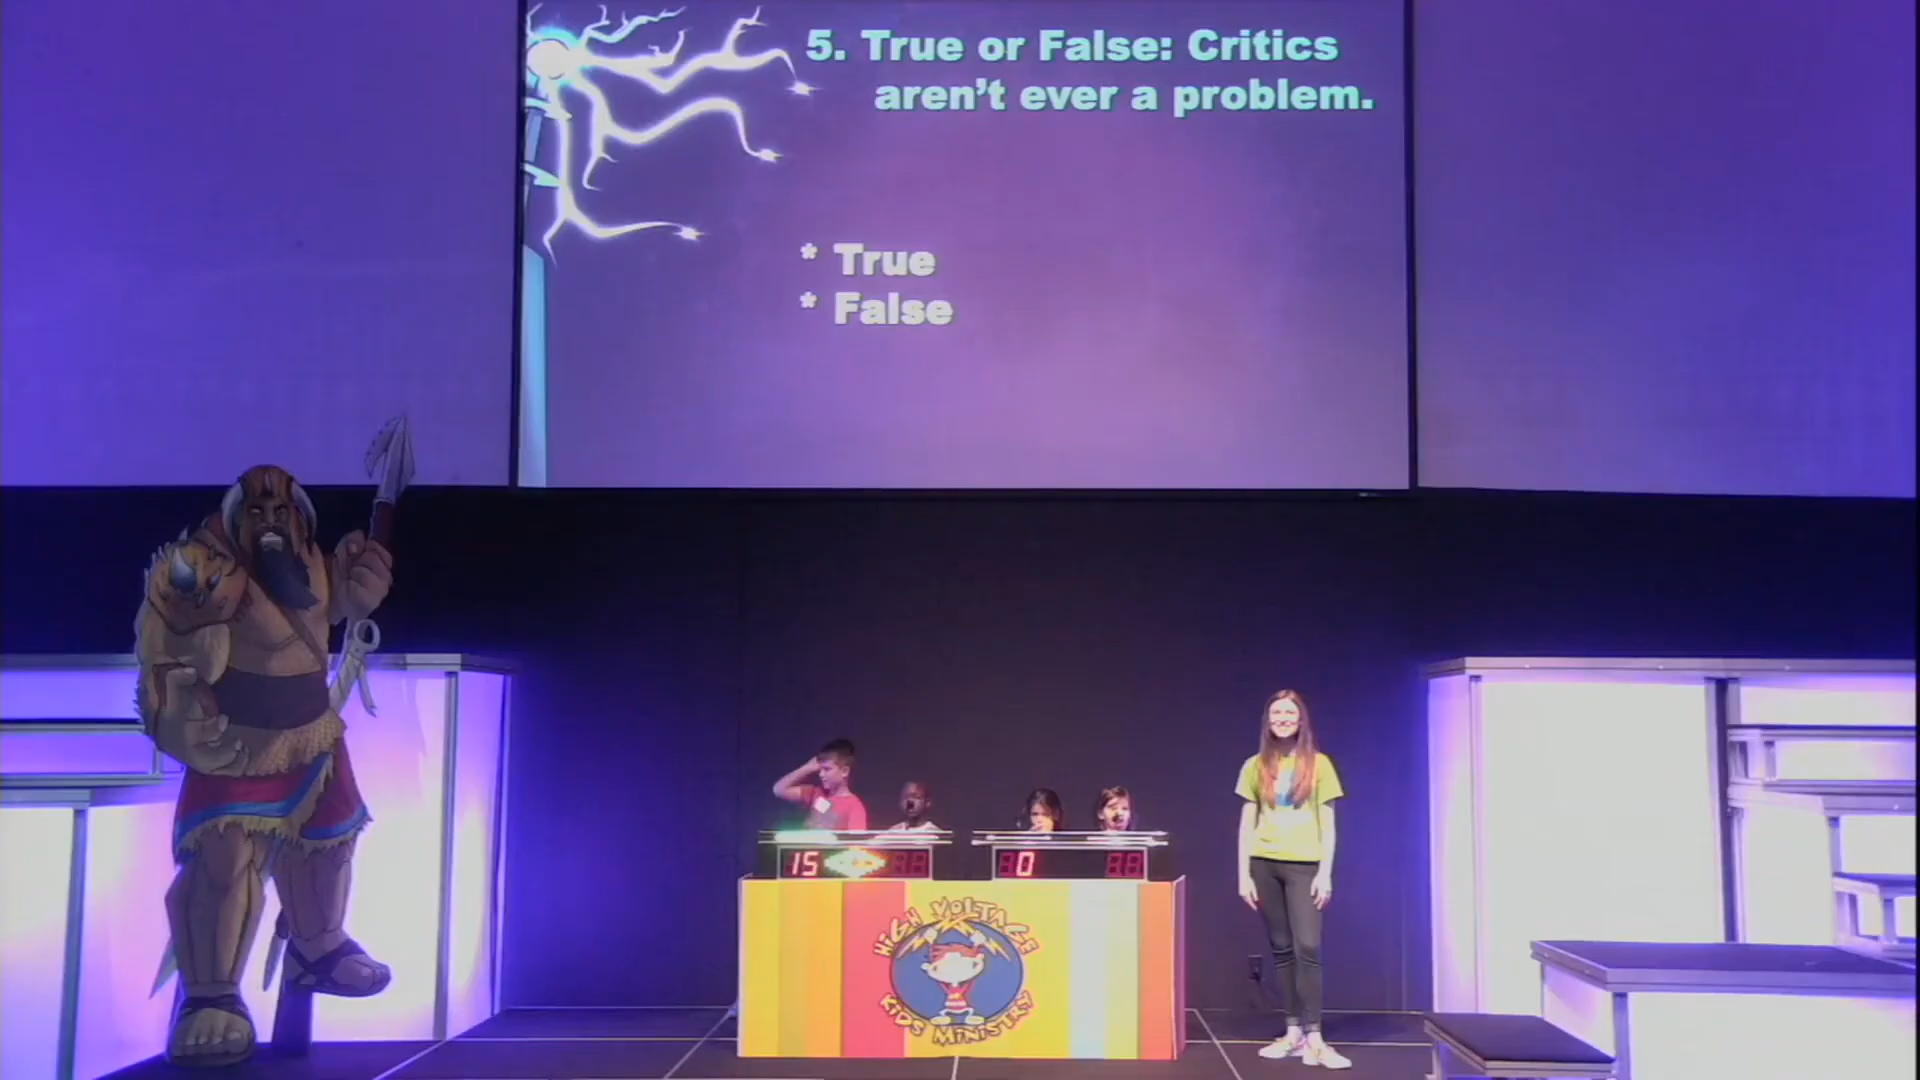 5. True or False: Critics
aren't ever a problem.
* True
* False
15
0
HIGH VOLTAGE
KIDS MINISTRY